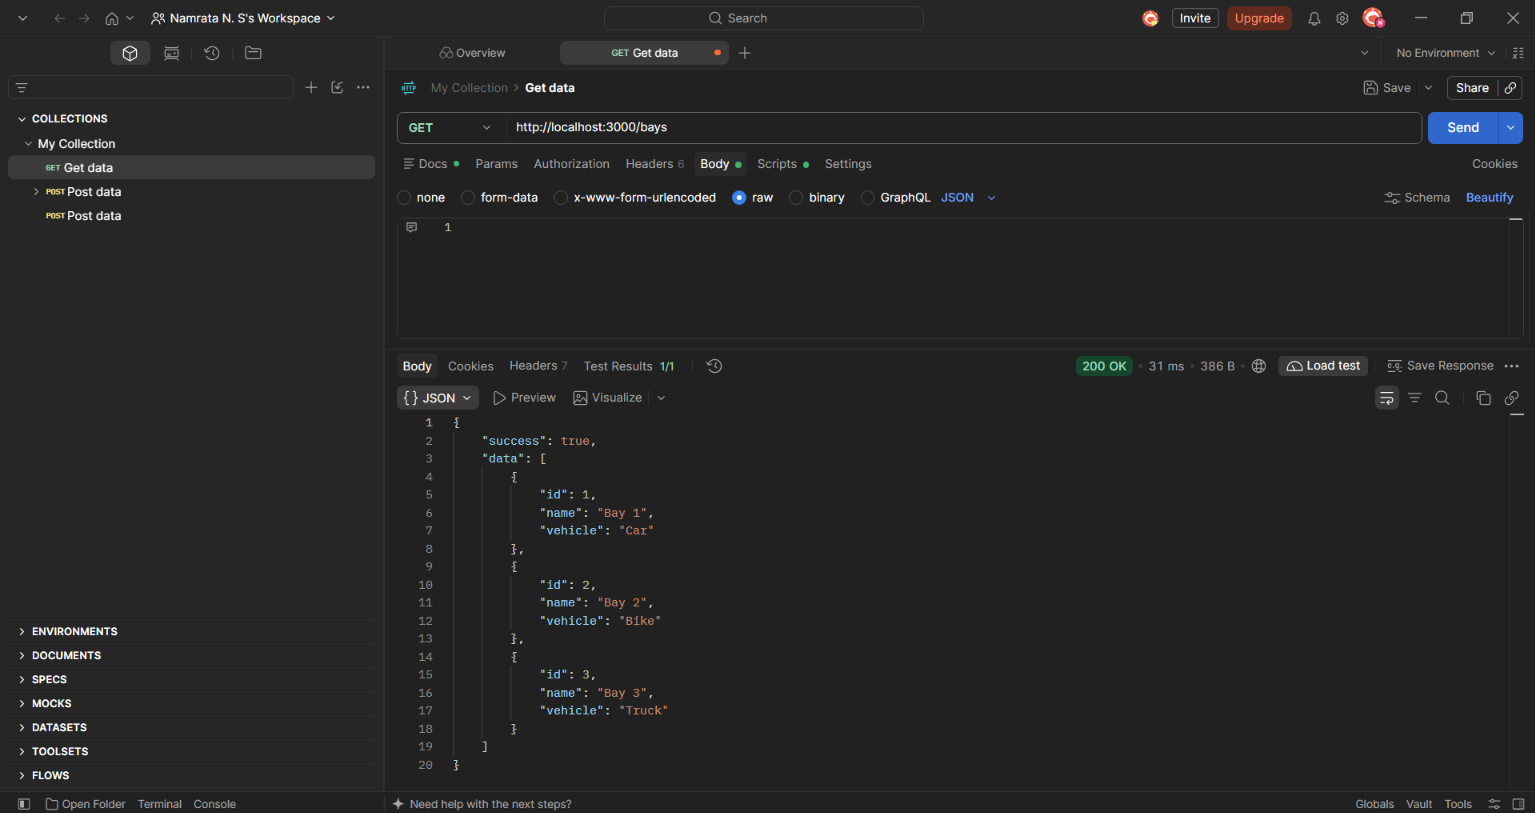 Namrata N. S's Workspace
Search
Invite
Upgrade
Overview
GET Get data
No Environment
HTTP My Collection > Get data
Save
Share
COLLECTIONS
My Collection
GET Get data
POST Post data
POST Post data
GET
http://localhost:3000/bays
Send
Docs Params Authorization Headers 6 Body Scripts Settings
Cookies
none form-data x-www-form-urlencoded raw binary GraphQL JSON
Schema Beautify
1
Body Cookies Headers 7 Test Results 1/1
200 OK • 31 ms • 386 B
Load test
e.g. Save Response
{ } JSON Preview Visualize
1 {
2 "success": true,
3 "data": [
4 {
5 "id": 1,
6 "name": "Bay 1",
7 "vehicle": "Car"
8 },
9 {
10 "id": 2,
11 "name": "Bay 2",
12 "vehicle": "Bike"
13 },
14 {
15 "id": 3,
16 "name": "Bay 3",
17 "vehicle": "Truck"
18 }
19 ]
20 }
ENVIRONMENTS
DOCUMENTS
SPECS
MOCKS
DATASETS
TOOLSETS
FLOWS
Open Folder Terminal Console
Need help with the next steps?
Globals Vault Tools